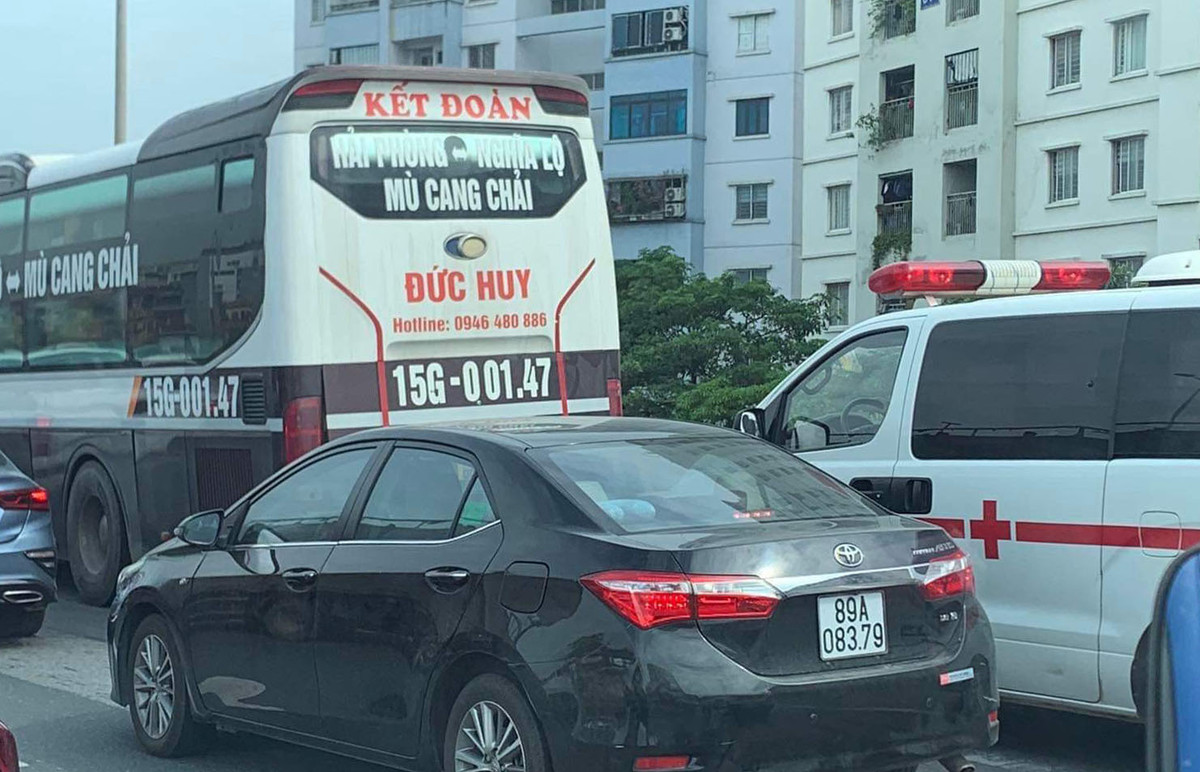 KẾT ĐOÀN
HẢI PHÒNG ↔ NGHĨA LỘ
MÙ CANG CHẢI
ĐỨC HUY
Hotline: 0946 480 886
15G-001.47
↔ MÙ CANG CHẢI
15G-001.47
89A
083.79